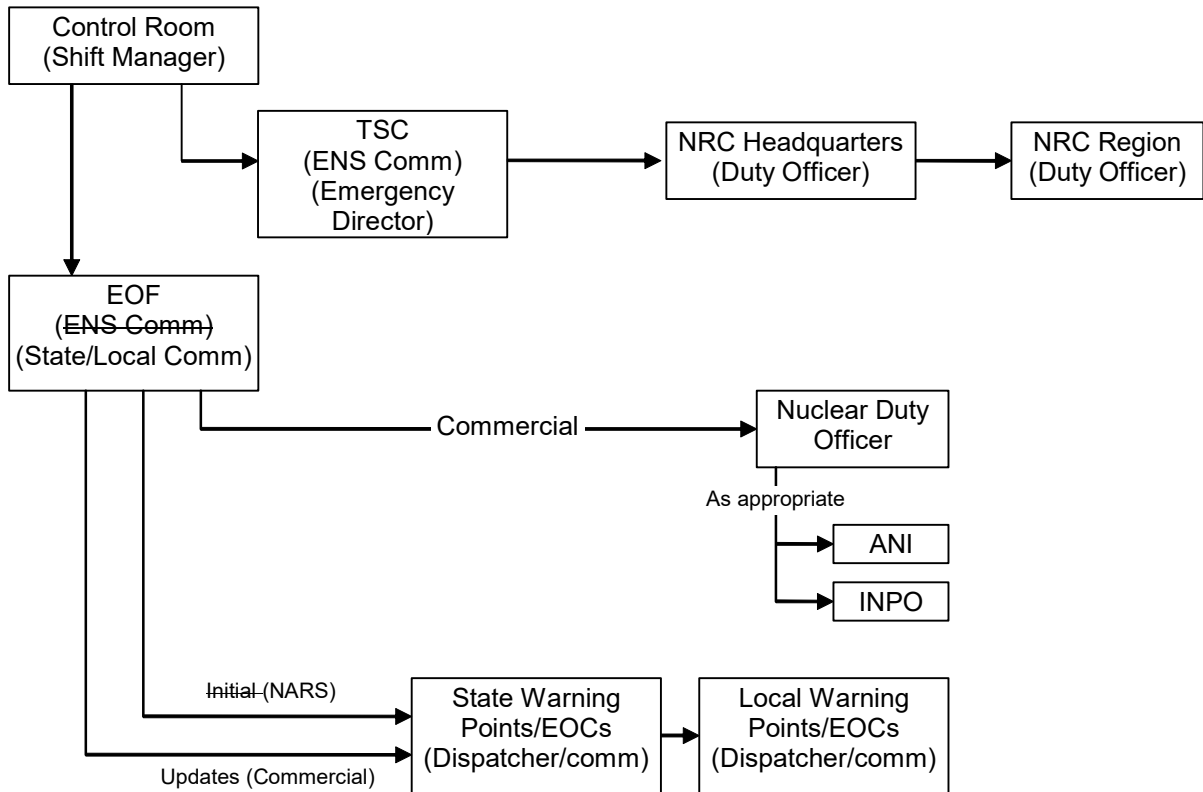 Control Room
(Shift Manager)
TSC
(ENS Comm)
(Emergency
Director)
NRC Headquarters
(Duty Officer)
NRC Region
(Duty Officer)
EOF
(ENS Comm)
(State/Local Comm)
Commercial
Nuclear Duty
Officer
As appropriate
ANI
INPO
Initial (NARS)
Updates (Commercial)
State Warning
Points/EOCs
(Dispatcher/comm)
Local Warning
Points/EOCs
(Dispatcher/comm)